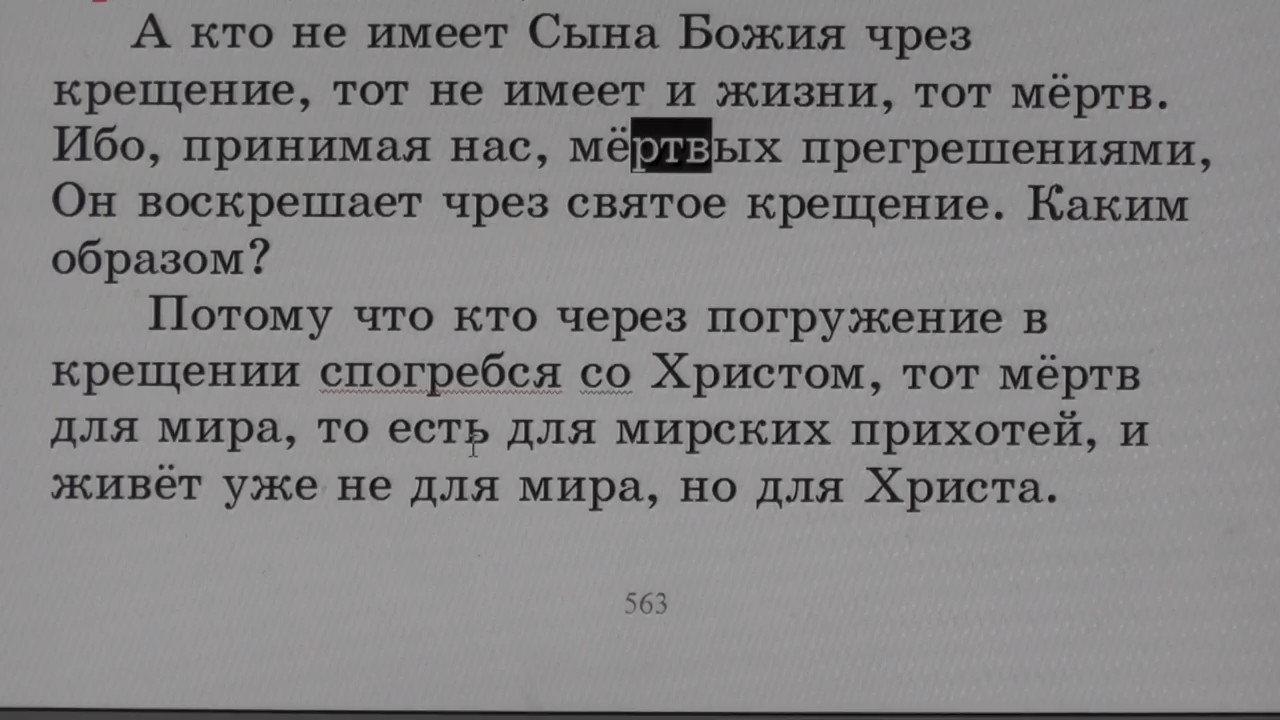 А кто не имеет Сына Божия чрез
крещение, тот не имеет и жизни, тот мёртв.
Ибо, принимая нас, мёртвых прегрешениями,
Он воскрешает чрез святое крещение. Каким
образом?
Потому что кто через погружение в
крещении спогребся со Христом, тот мёртв
для мира, то есть для мирских прихотей, и
живёт уже не для мира, но для Христа.
563